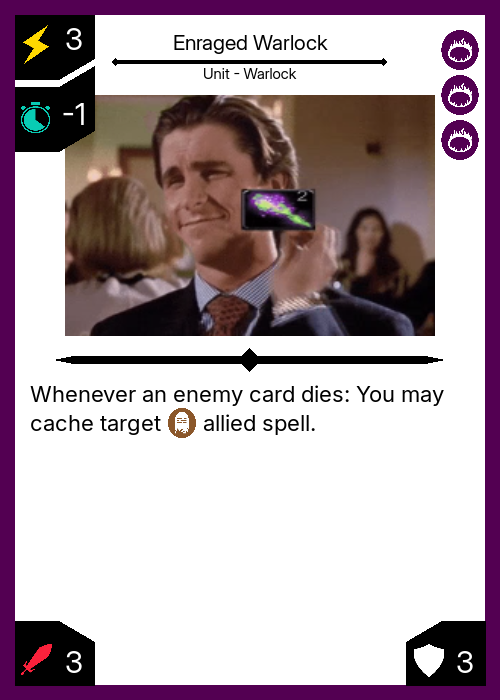 3
Enraged Warlock
Unit - Warlock
-1
2
Whenever an enemy card dies: You may
cache target allied spell.
3
3